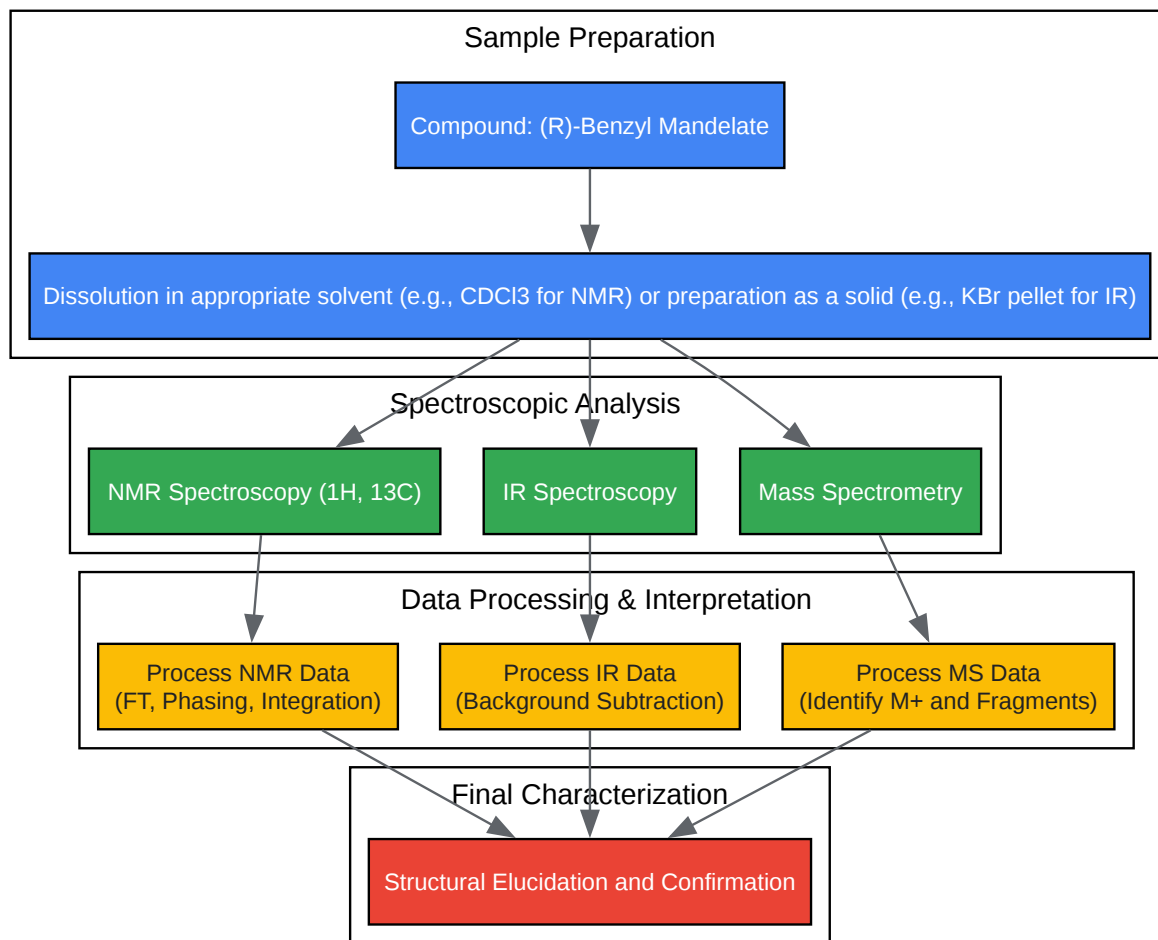 Sample Preparation
Compound: (R)-Benzyl Mandelate
Dissolution in appropriate solvent (e.g., CDCl3 for NMR) or preparation as a solid (e.g., KBr pellet for IR)
Spectroscopic Analysis
NMR Spectroscopy (1H, 13C)
IR Spectroscopy
Mass Spectrometry
Data Processing & Interpretation
Process NMR Data
(FT, Phasing, Integration)
Process IR Data
(Background Subtraction)
Process MS Data
(Identify M+ and Fragments)
Final Characterization
Structural Elucidation and Confirmation